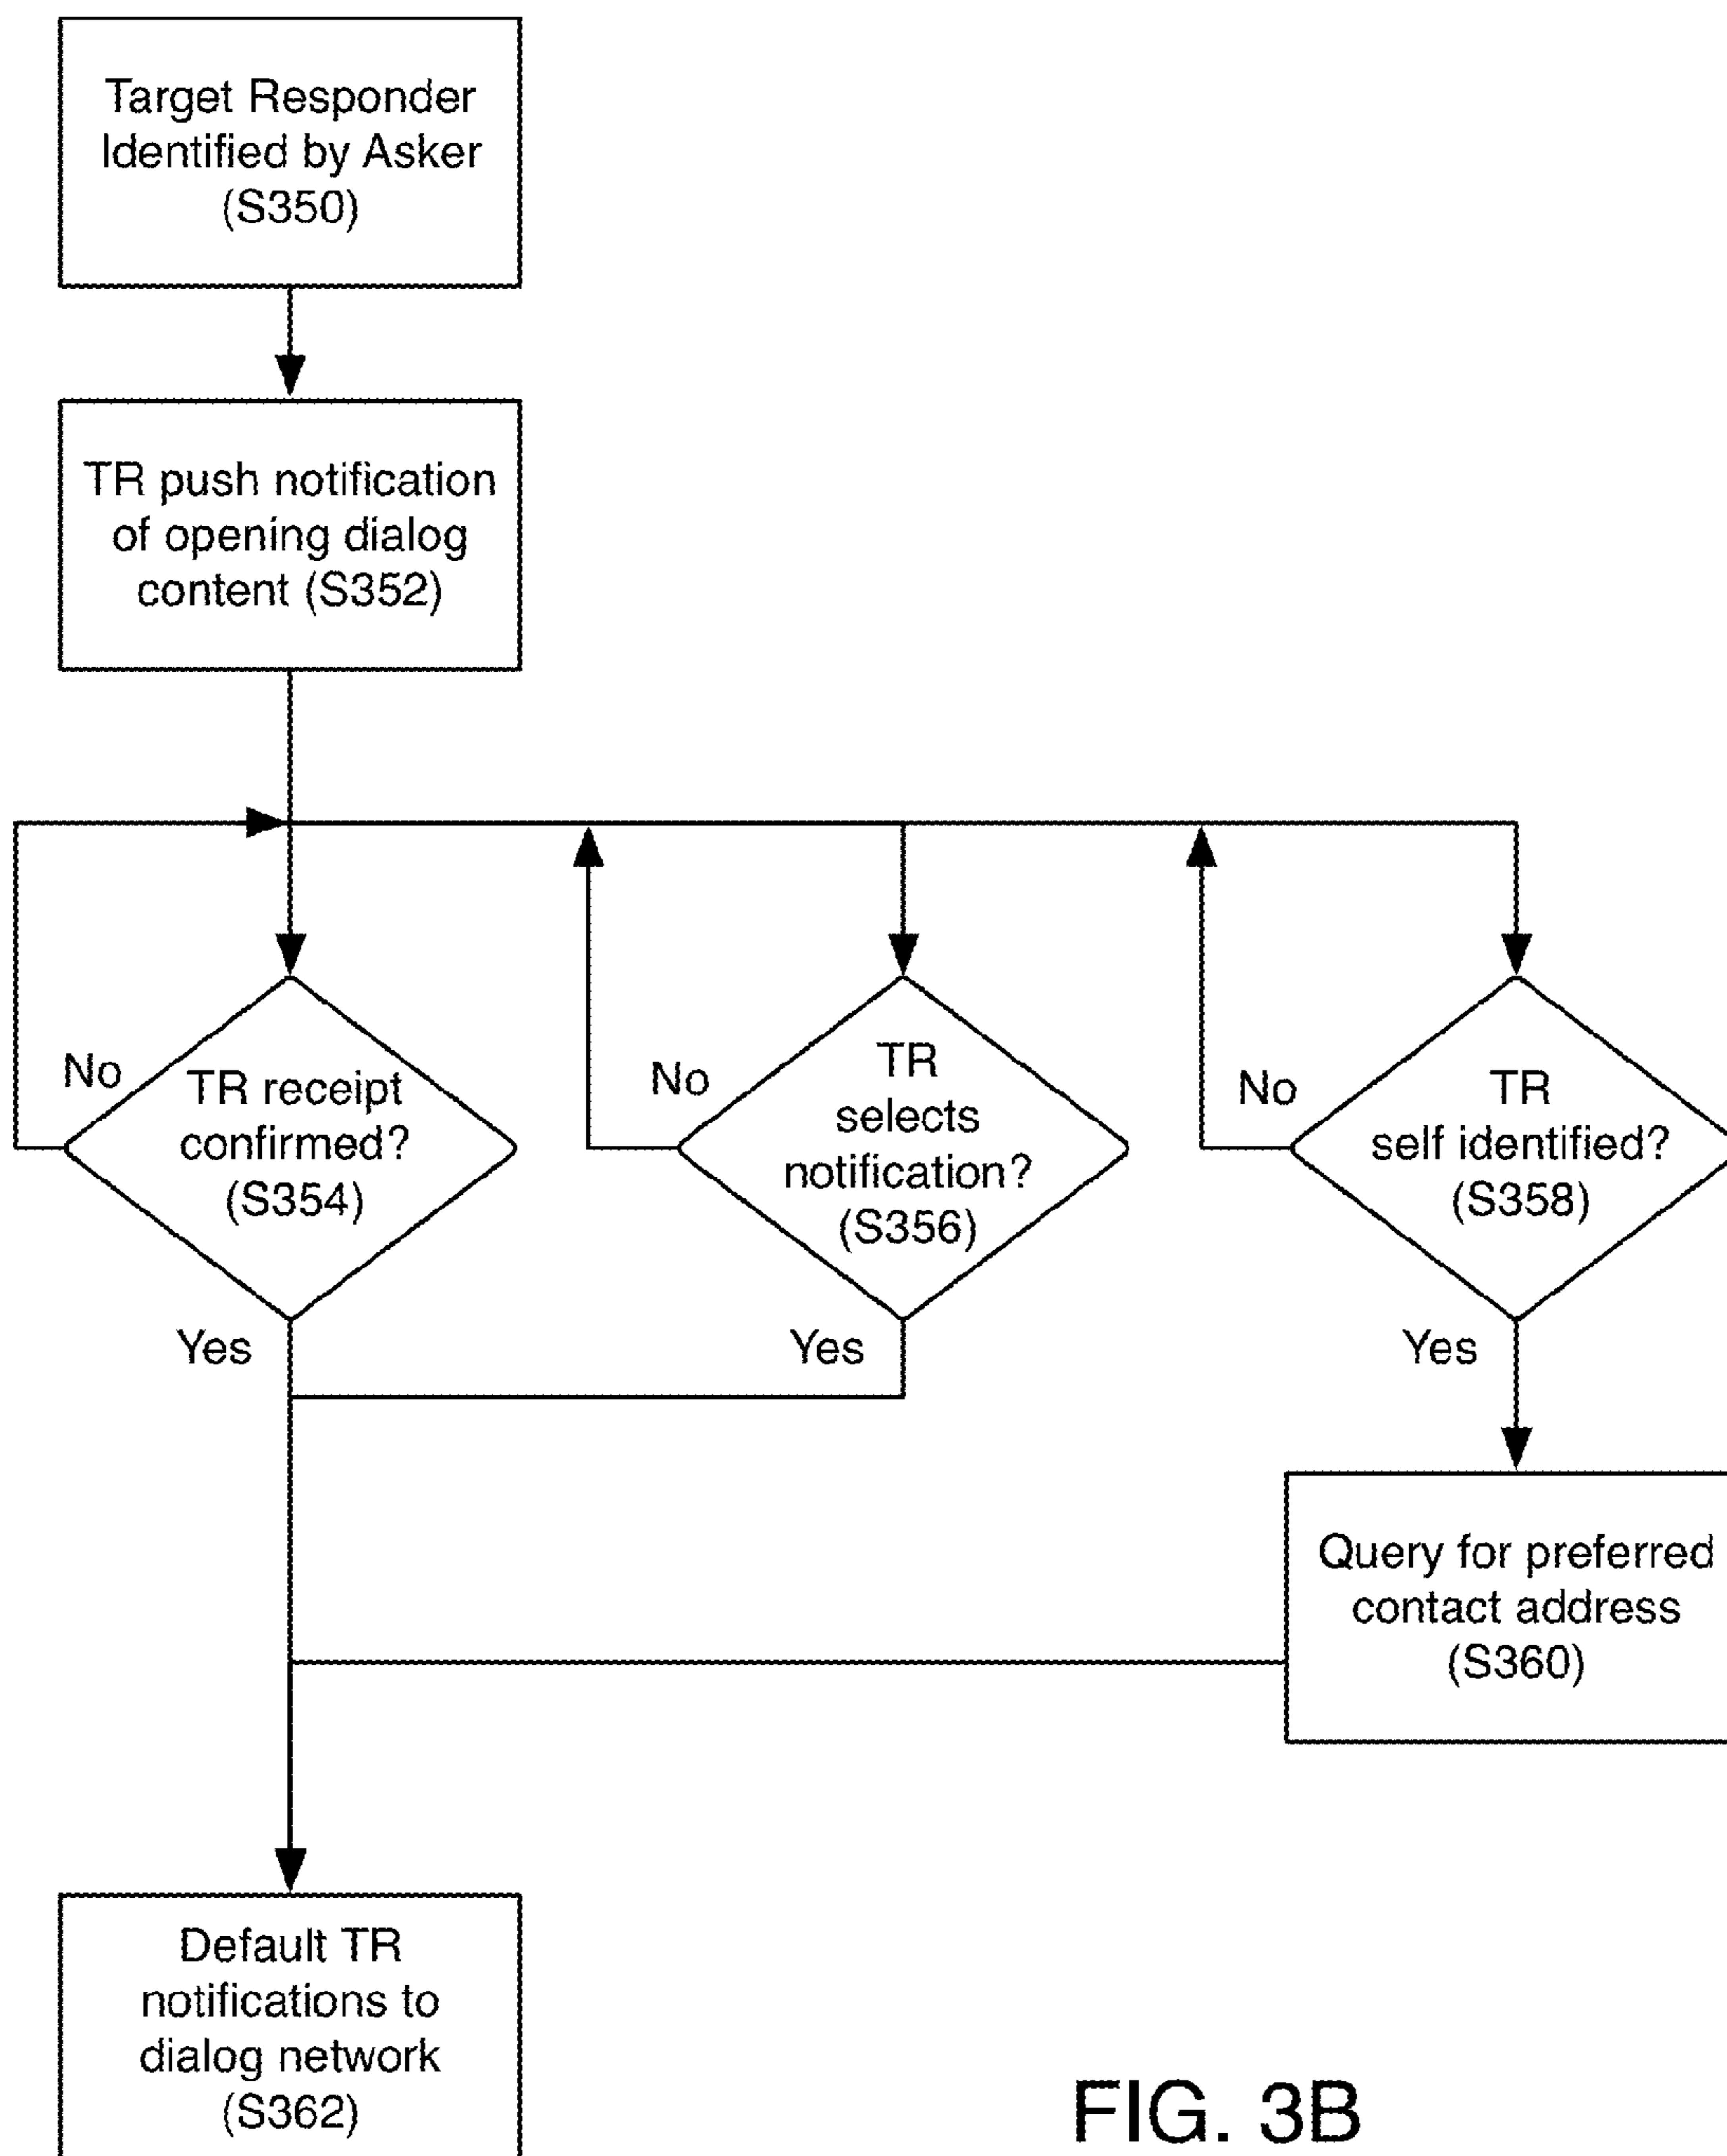 Target Responder
Identified by Asker
(S350)
TR push notification
of opening dialog
content (S352)
No
TR receipt
confirmed?
(S354)
Yes
No
TR
selects
notification?
(S356)
Yes
No
TR
self identified?
(S358)
Yes
Query for preferred
contact address
(S360)
Default TR
notifications to
dialog network
(S362)
FIG. 3B